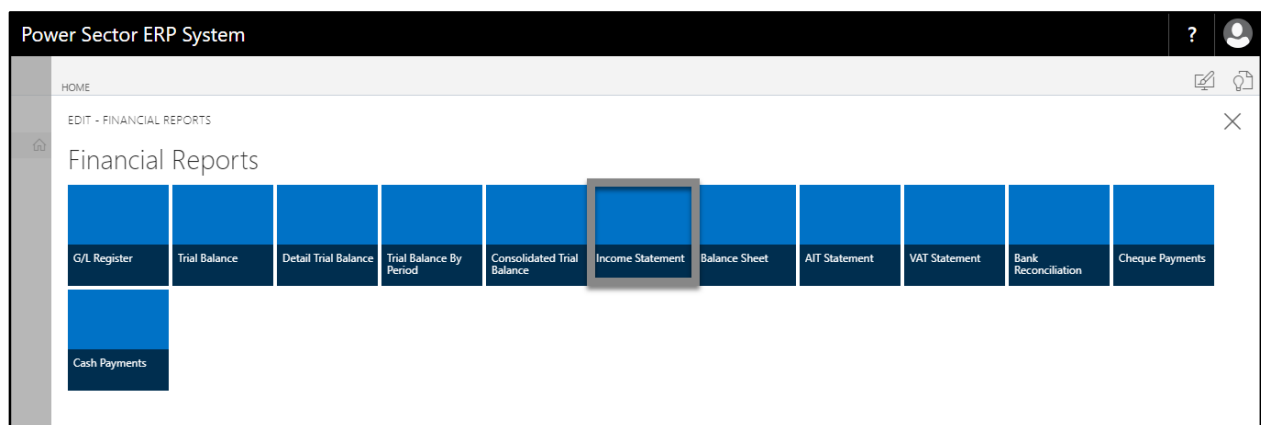 Power Sector ERP System
?
HOME
EDIT - FINANCIAL REPORTS
Financial Reports
G/L Register
Trial Balance
Detail Trial Balance
Trial Balance By
Period
Consolidated Trial
Balance
Income Statement
Balance Sheet
AIT Statement
VAT Statement
Bank
Reconciliation
Cheque Payments
Cash Payments